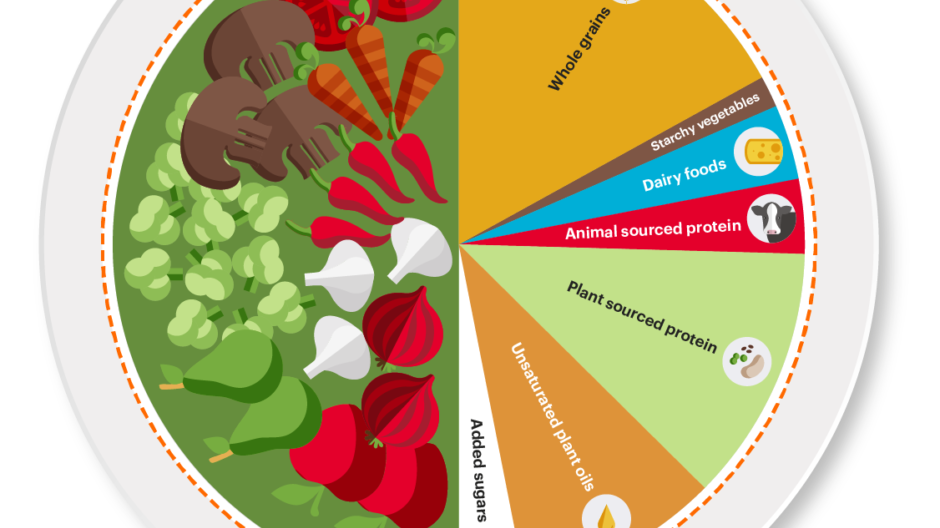 Whole grains
Starchy vegetables
Dairy foods
Animal sourced protein
Plant sourced protein
Unsaturated plant oils
Added sugars